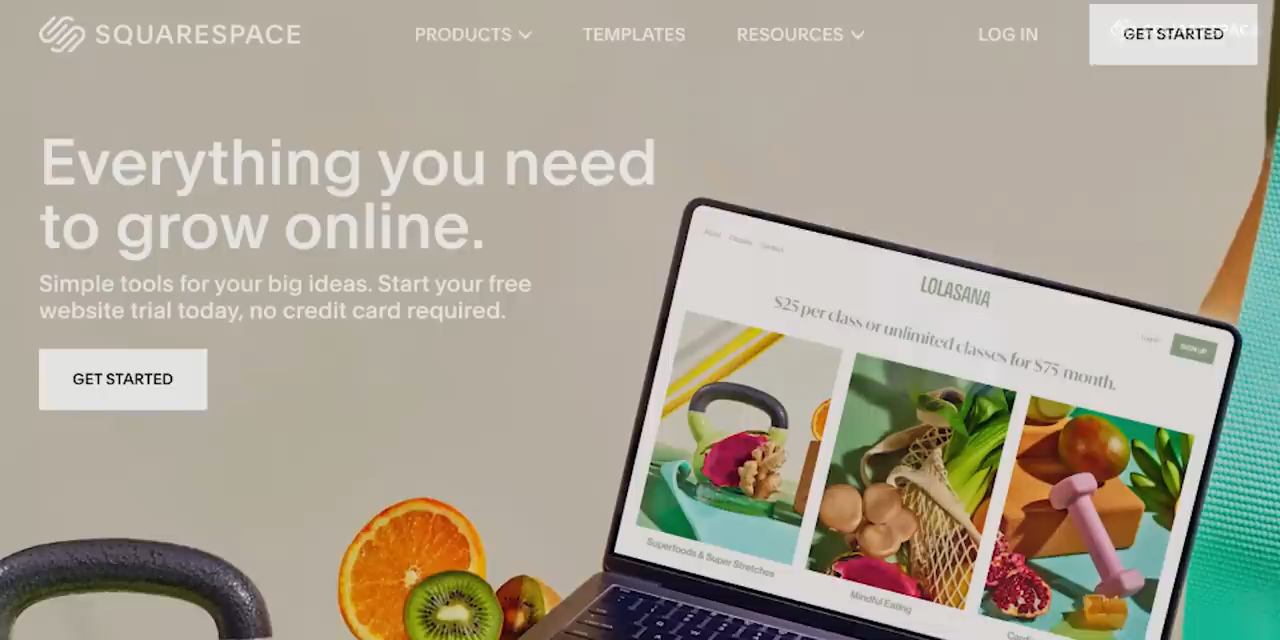 SQUARESPACE
PRODUCTS
TEMPLATES
RESOURCES
LOG IN
GET STARTED
Everything you need
to grow online.
Simple tools for your big ideas. Start your free
website trial today, no credit card required.
GET STARTED
LOLASANA
$25 per class or unlimited classes for $75 month.
SIGN UP
Superfoods & Super Stretches
Mindful Eating